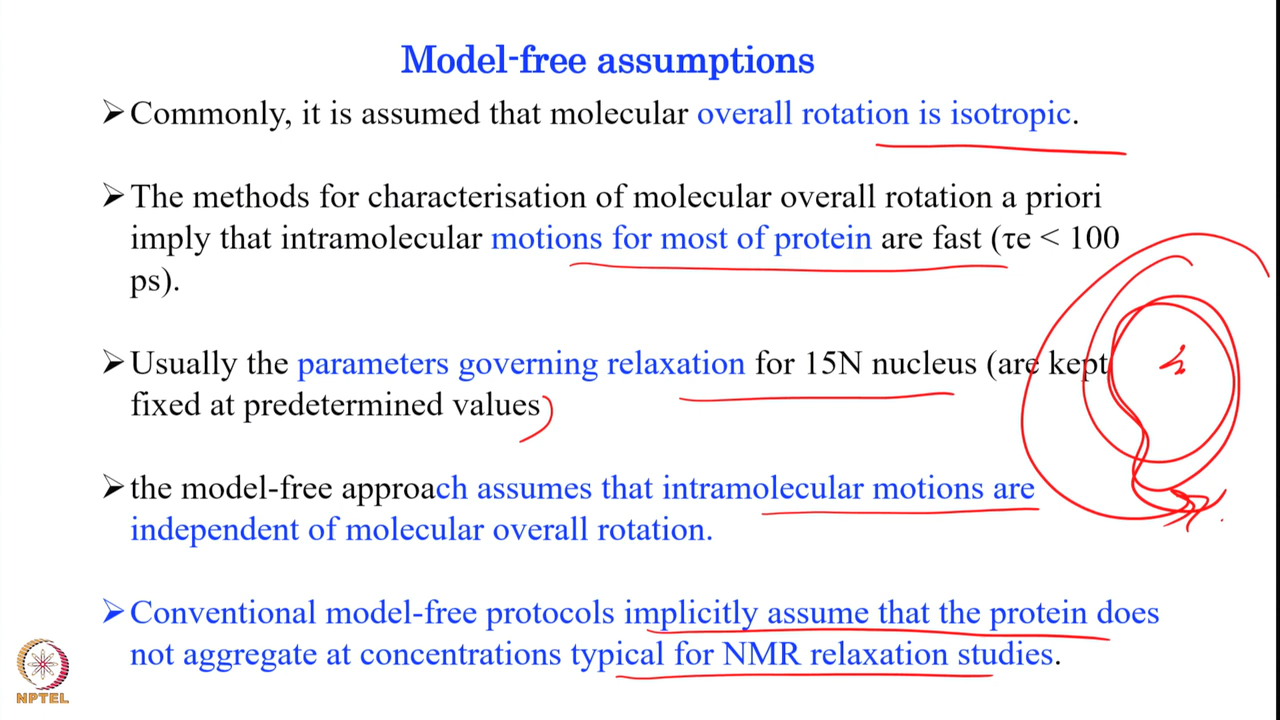 Model-free assumptions
➢Commonly, it is assumed that molecular overall rotation is isotropic.
➢The methods for characterisation of molecular overall rotation a priori
imply that intramolecular motions for most of protein are fast (τe < 100
ps).
➢Usually the parameters governing relaxation for 15N nucleus (are kept
fixed at predetermined values)
➢the model-free approach assumes that intramolecular motions are
independent of molecular overall rotation.
➢Conventional model-free protocols implicitly assume that the protein does
not aggregate at concentrations typical for NMR relaxation studies.
NPTEL